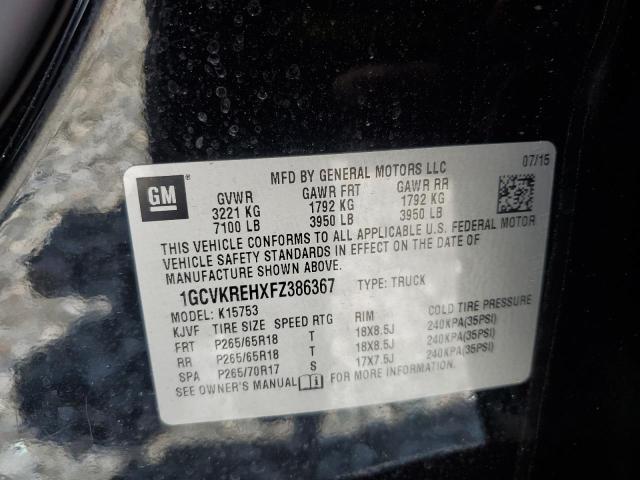 GM ®
MFD BY GENERAL MOTORS LLC 07/15
GVWR GAWR FRT GAWR RR
3221 KG 1792 KG 1792 KG
7100 LB 3950 LB 3950 LB
THIS VEHICLE CONFORMS TO ALL APPLICABLE U.S. FEDERAL MOTOR
VEHICLE SAFETY STANDARDS IN EFFECT ON THE DATE OF
MANUFACTURE SHOWN ABOVE.
1GCVKREHXFZ386367 TYPE: TRUCK
MODEL: K15753
KJVF TIRE SIZE SPEED RTG RIM COLD TIRE PRESSURE
FRT P265/65R18 T 18X8.5J 240KPA(35PSI)
RR P265/65R18 T 18X8.5J 240KPA(35PSI)
SPA P265/70R17 S 17X7.5J 240KPA(35PSI)
SEE OWNER'S MANUAL FOR MORE INFORMATION.